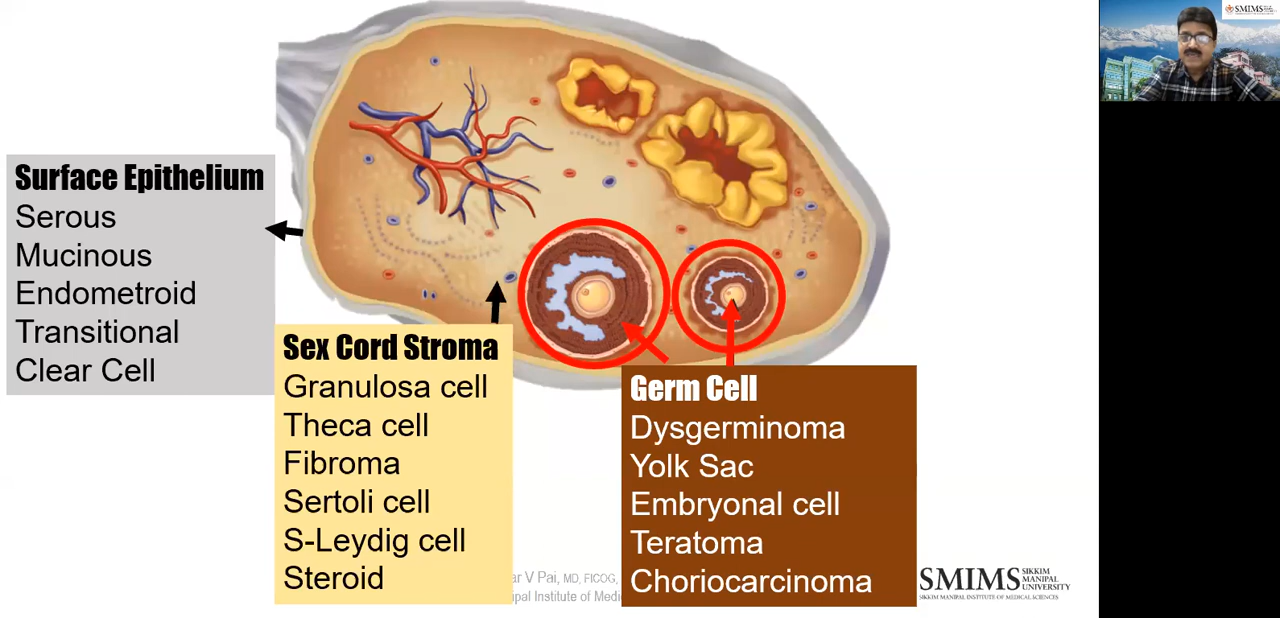 Surface Epithelium
Serous
Mucinous
Endometroid
Transitional
Clear Cell
Sex Cord Stroma
Granulosa cell
Theca cell
Fibroma
Sertoli cell
S-Leydig cell
Steroid
Germ Cell
Dysgerminoma
Yolk Sac
Embryonal cell
Teratoma
Choriocarcinoma
ar V Pai, MD, FICOG,
ipal Institute of Medi
SMIMS SIKKIM
MANIPAL
UNIVERSITY
SIKKIM MANIPAL INSTITUTE OF MEDICAL SCIENCES
SMIMS